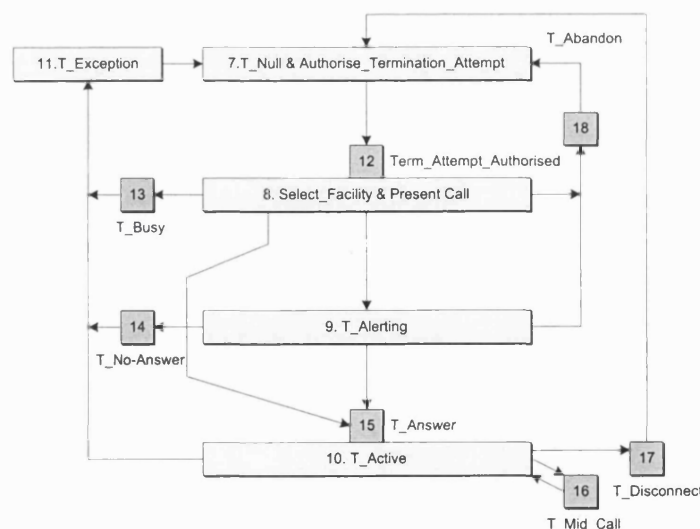 T_Abandon
11.T_Exception
7.T_Null & Authorise_Termination_Attempt
18
12
Term_Attempt_Authorised
13
8. Select_Facility & Present Call
T_Busy
14
9. T_Alerting
T_No-Answer
15
T_Answer
10. T_Active
17
16
T_Disconnect
T_Mid_Call